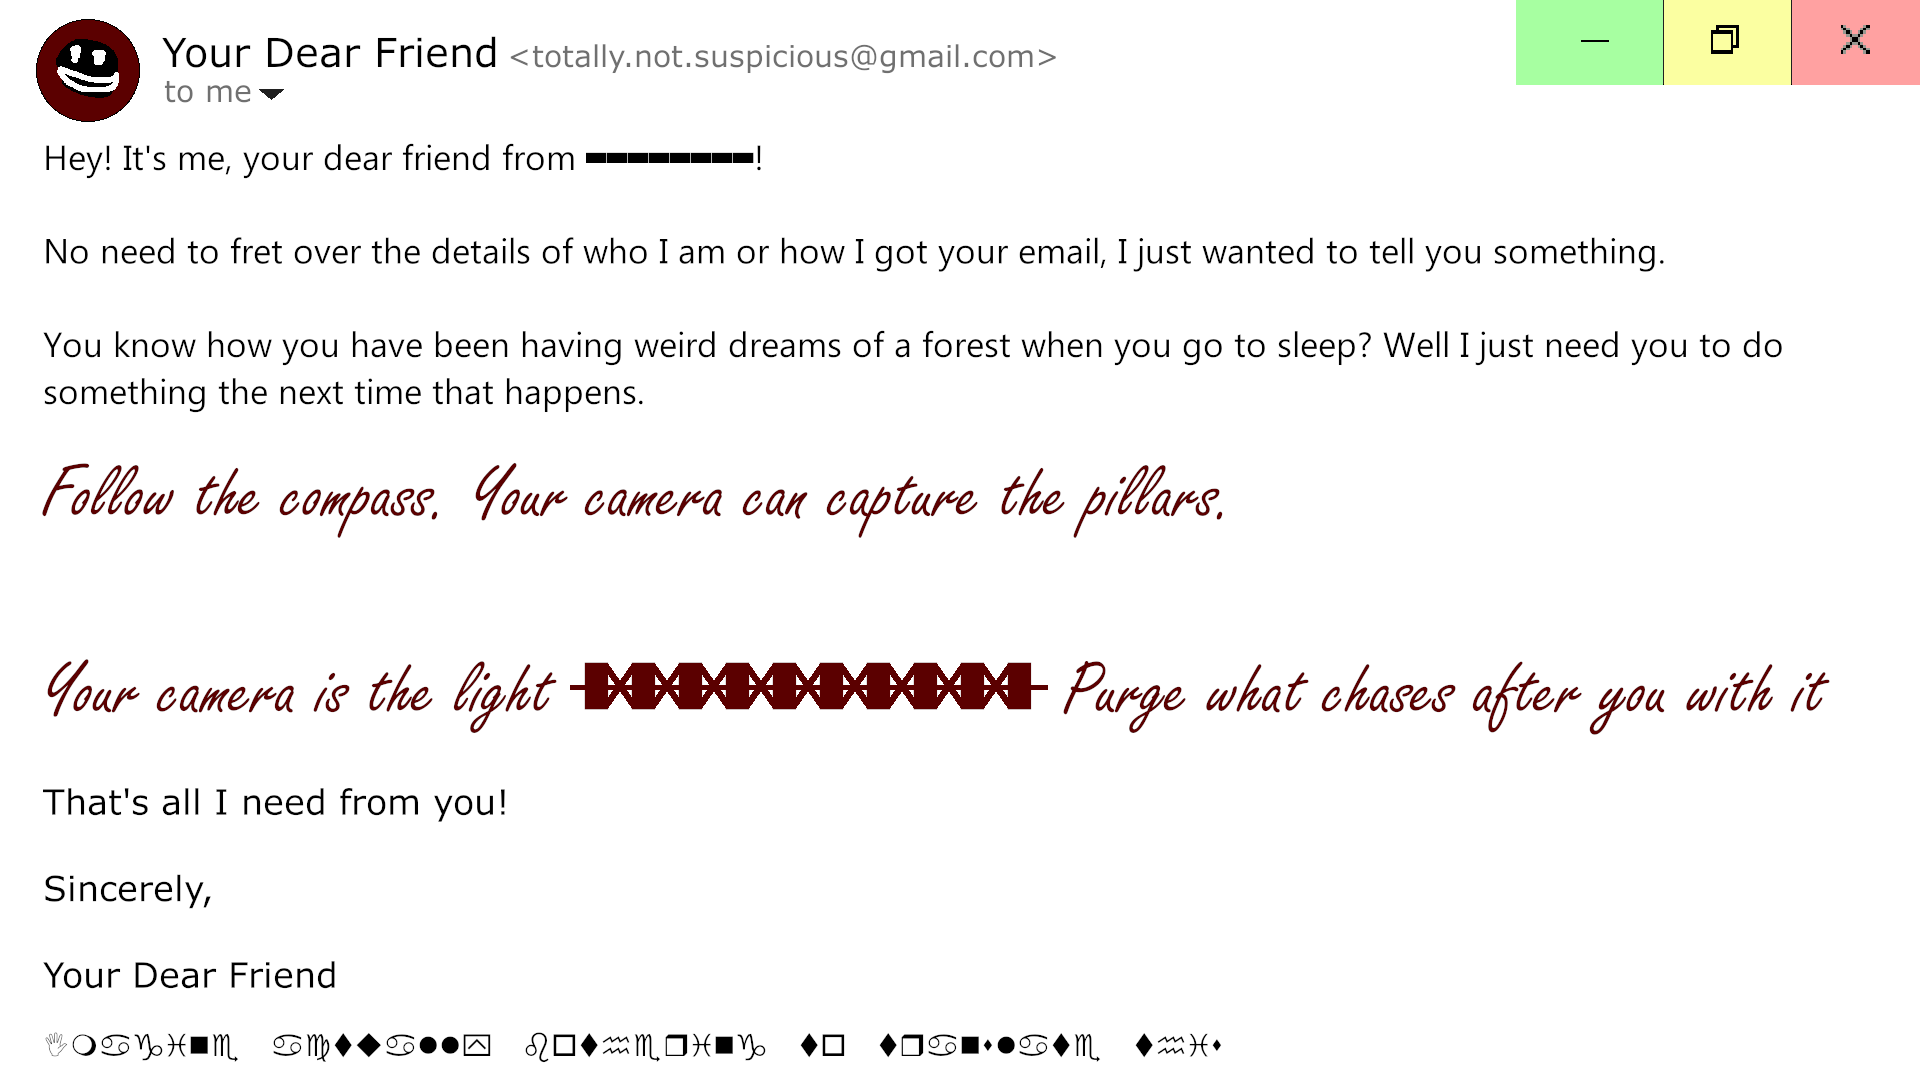 Your Dear Friend <totally.not.suspicious@gmail.com>
to me
Hey! It's me, your dear friend from ▬▬▬▬▬▬▬▬!
No need to fret over the details of who I am or how I got your email, I just wanted to tell you something.
You know how you have been having weird dreams of a forest when you go to sleep? Well I just need you to do
something the next time that happens.
Follow the compass. Your camera can capture the pillars.
Your camera is the light Purge what chases after you with it
That's all I need from you!
Sincerely,
Your Dear Friend
✋❍♋♑♓■♏ ♋♍⧫◆♋●●⍓ ♌□⧫♒♏❒♓■♑ ⧫□ ⧫❒♋■⬧●♋⧫♏ ⧫♒♓⬧